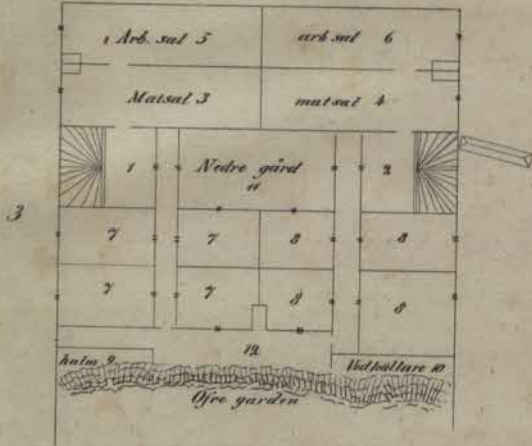 Arb. sal 5 arb sal 6
Matsal 3 matsal 4
1 Nedre gård 2
11
3
7 7 8 8
7 7 8 8
12
halm 9 Vedkällare 10
Ofre garden